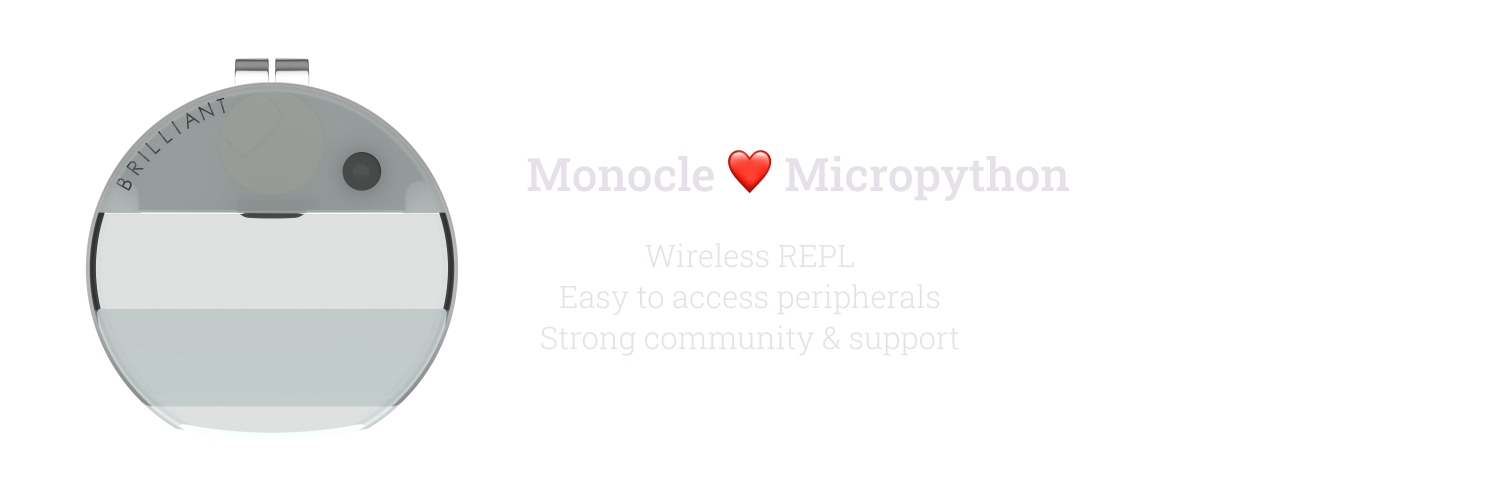 BRILLIANT
Monocle ❤️ Micropython
Wireless REPL
Easy to access peripherals
Strong community & support